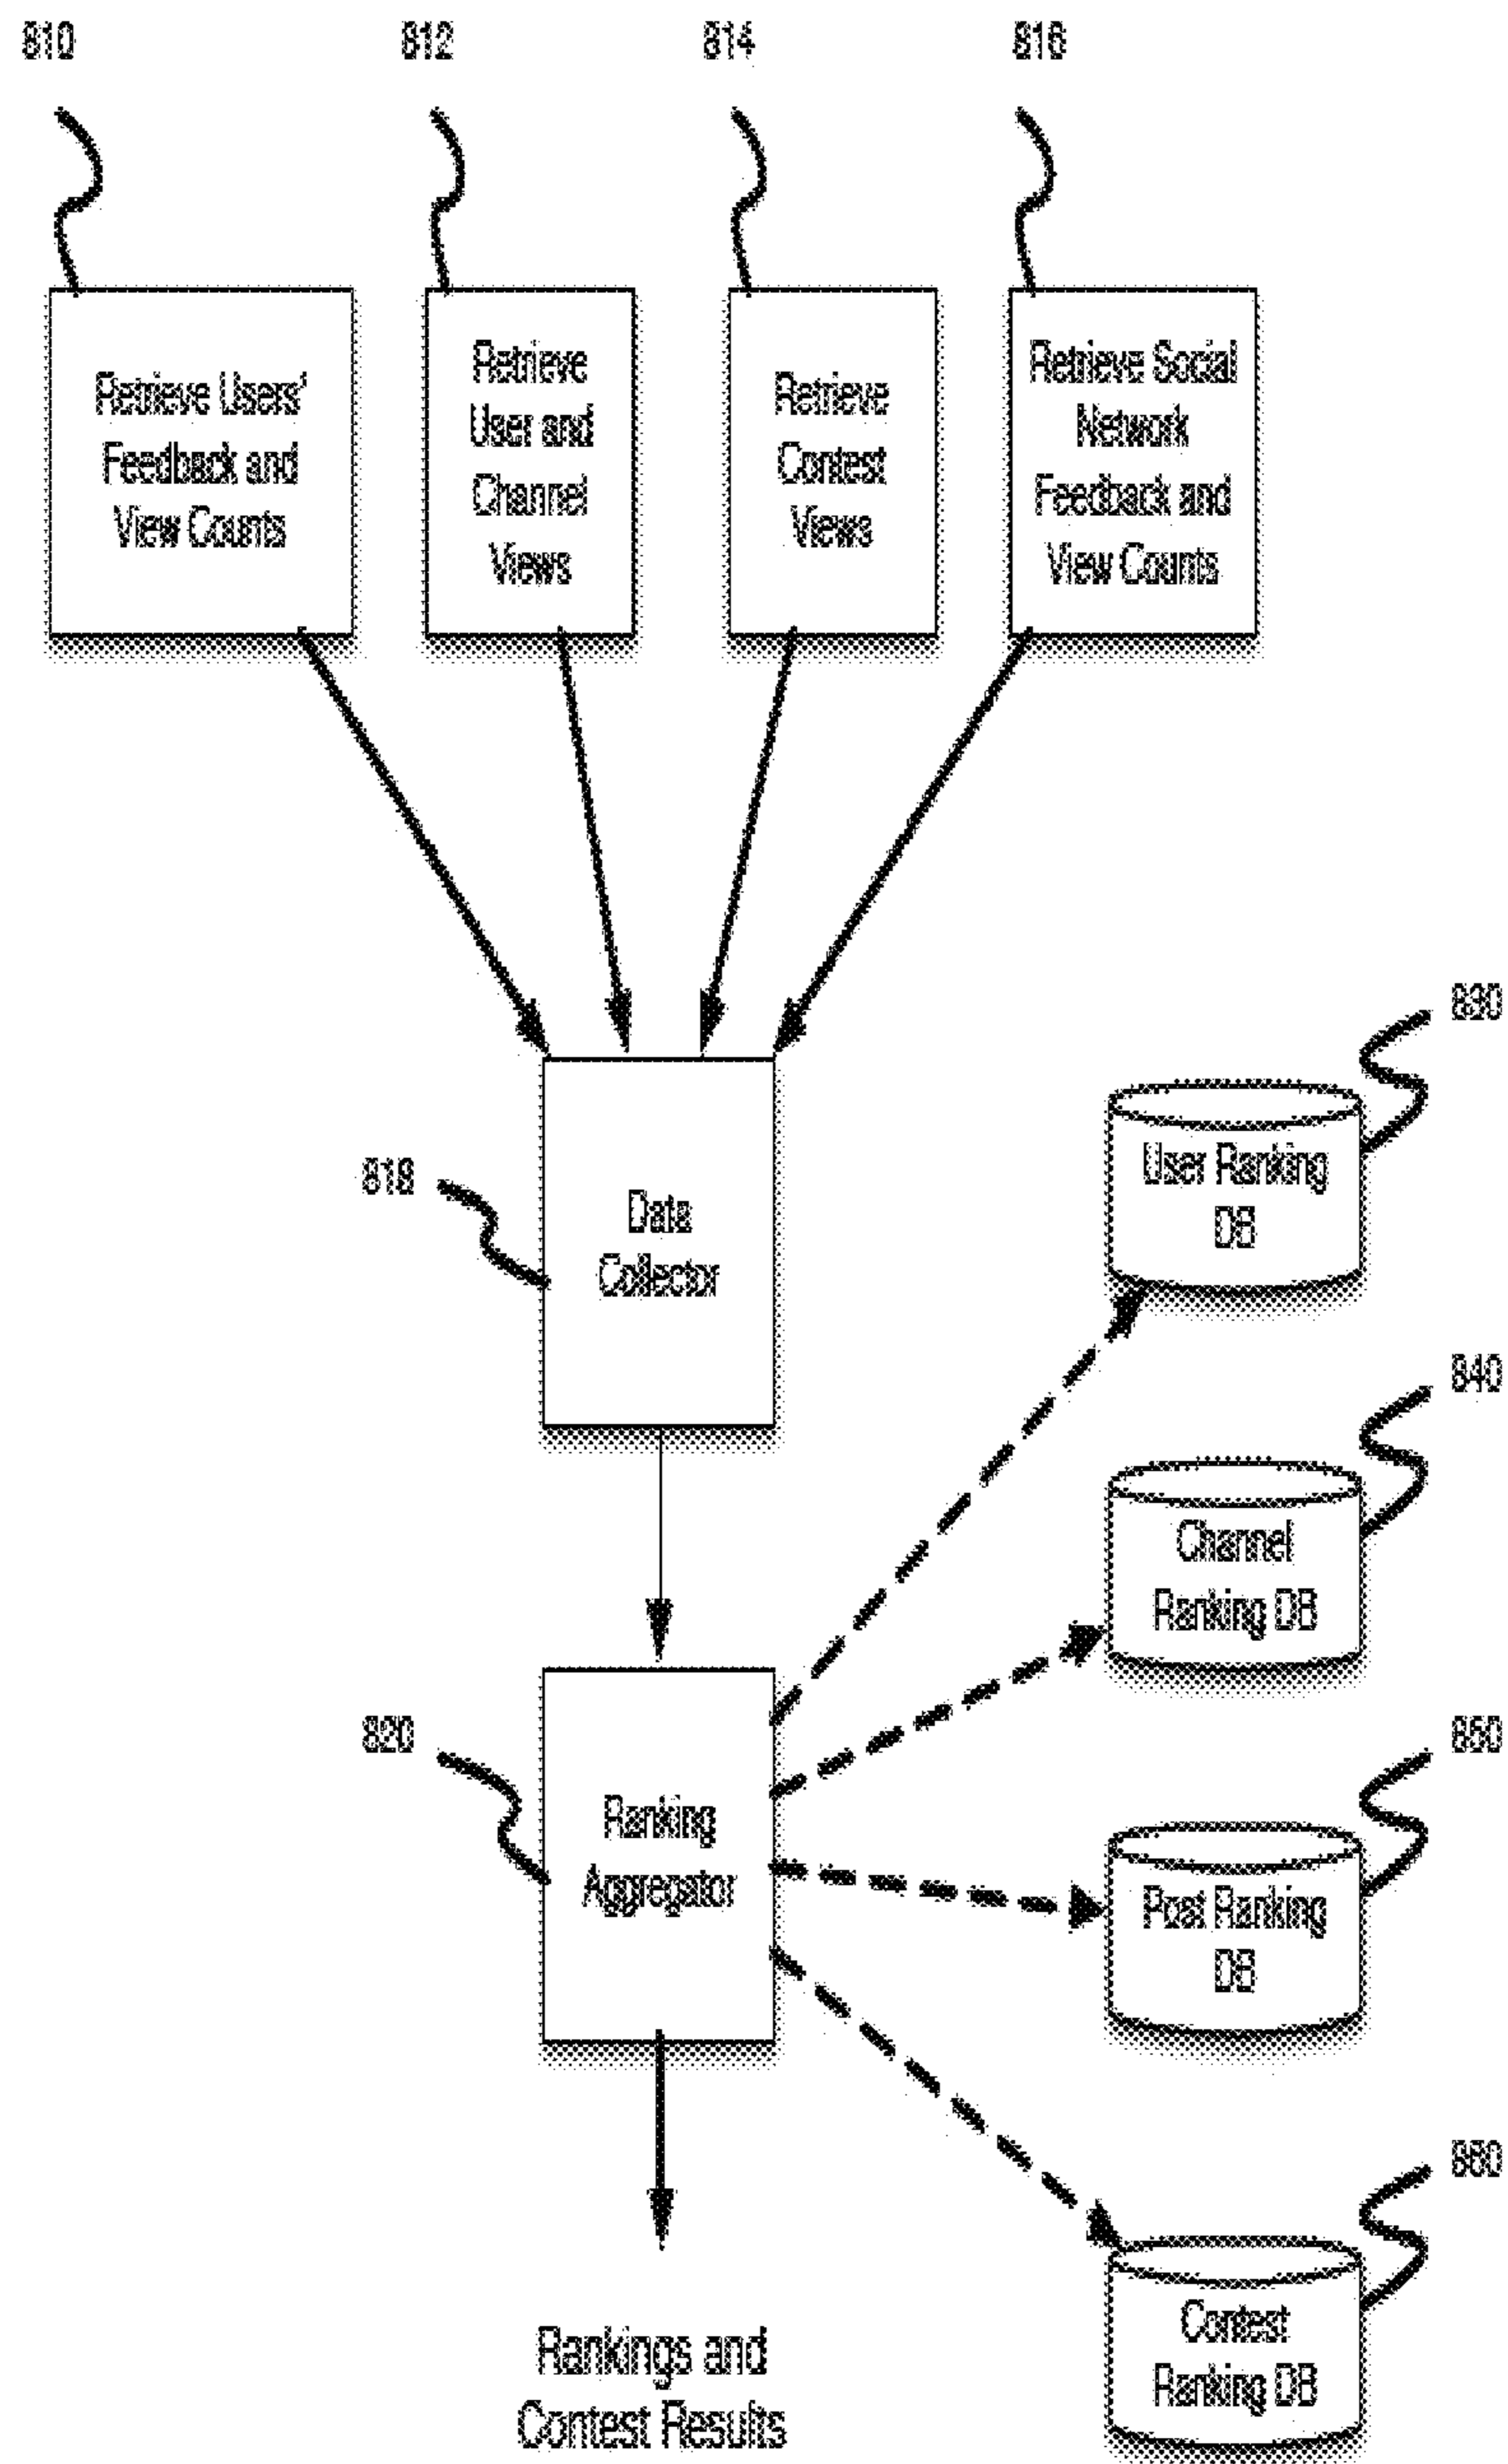 810
812
814
816
Retrieve Users'
Feedback and
View Counts
Retrieve
User and
Channel
Views
Retrieve
Contest
Views
Retrieve Social
Network
Feedback and
View Counts
830
818
Data
Collector
User Ranking
DB
840
Channel
Ranking DB
820
Ranking
Aggregator
850
Post Ranking
DB
860
Contest
Ranking DB
Rankings and
Contest Results